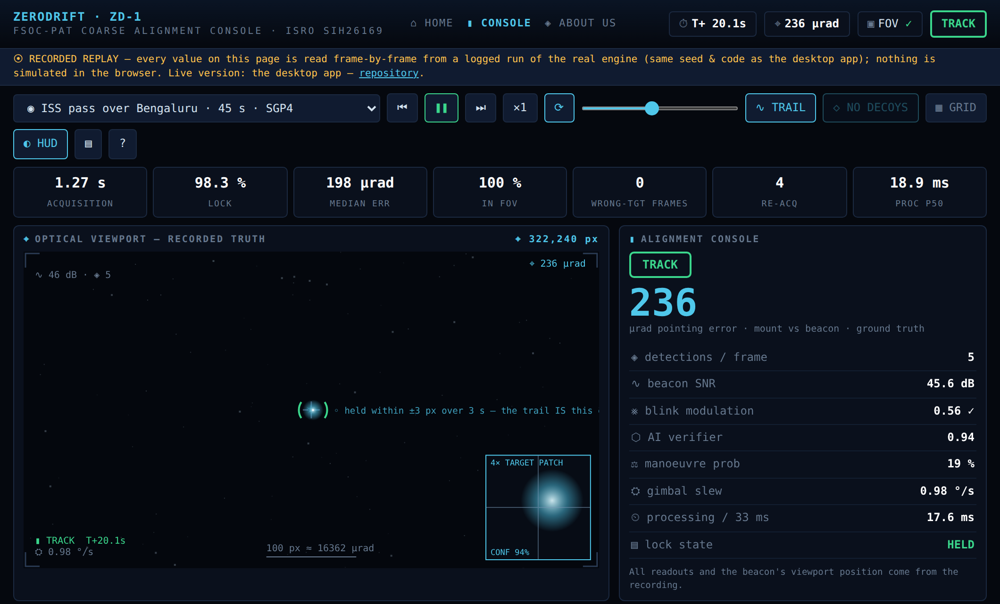 ZERODRIFT · ZD-1
FSOC-PAT COARSE ALIGNMENT CONSOLE · ISRO SIH26169
⌂ HOME ▮ CONSOLE ◈ ABOUT US
⏱ T+ 20.1s ⌖ 236 µrad ▣ FOV ✓ TRACK
⦿ RECORDED REPLAY — every value on this page is read frame-by-frame from a logged run of the real engine (same seed & code as the desktop app); nothing is
simulated in the browser. Live version: the desktop app — repository.
◉ ISS pass over Bengaluru · 45 s · SGP4 ⏮ ❚❚ ⏭ ×1 ⟳ ∿ TRAIL ◇ NO DECOYS ▦ GRID
◐ HUD ▤ ?
1.27 s
ACQUISITION
98.3 %
LOCK
198 µrad
MEDIAN ERR
100 %
IN FOV
0
WRONG-TGT FRAMES
4
RE-ACQ
18.9 ms
PROC P50
⌖ OPTICAL VIEWPORT — RECORDED TRUTH ⌖ 322,240 px
⌖ 236 µrad
∿ 46 dB · ◈ 5
◦ held within ±3 px over 3 s — the trail IS this
4× TARGET PATCH
CONF 94%
▮ TRACK T+20.1s
⛭ 0.98 °/s
100 px ≈ 16362 µrad
▮ ALIGNMENT CONSOLE
TRACK
236
µrad pointing error · mount vs beacon · ground truth
◈ detections / frame 5
∿ beacon SNR 45.6 dB
⋇ blink modulation 0.56 ✓
⬡ AI verifier 0.94
⚖ manoeuvre prob 19 %
⛭ gimbal slew 0.98 °/s
⏲ processing / 33 ms 17.6 ms
▤ lock state HELD
All readouts and the beacon's viewport position come from the
recording.